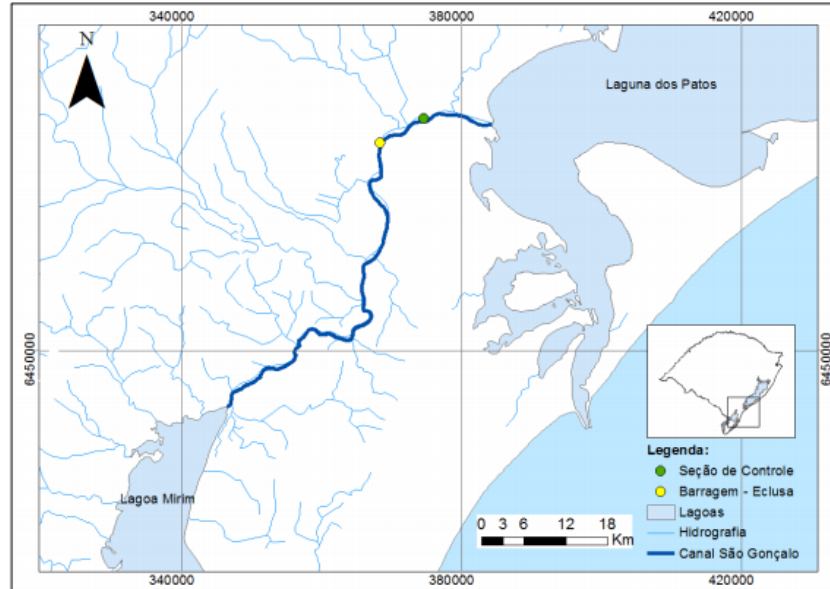 340000
380000
420000
N
Laguna dos Patos
6450000
6450000
Lagoa Mirim
Legenda:
Seção de Controle
Barragem - Eclusa
Lagoas
Hidrografia
Canal São Gonçalo
0 3 6 12 18
Km
340000
380000
420000